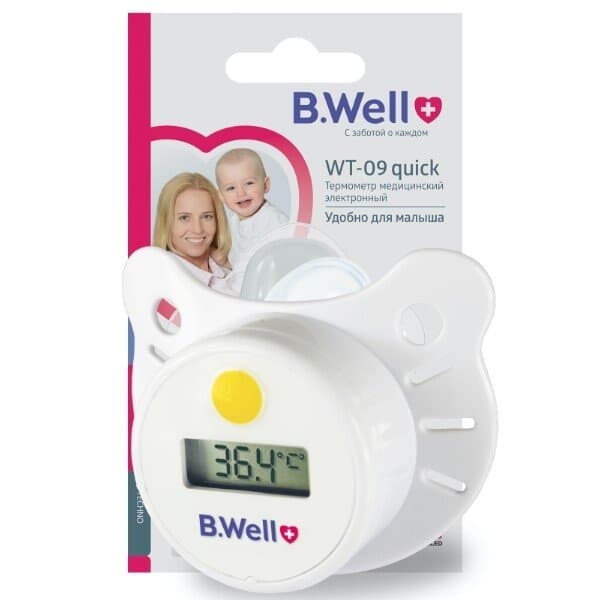 B.Well
С заботой о каждом
WT-09 quick
Термометр медицинский
электронный
Удобно для малыша
36.4°C
B.Well